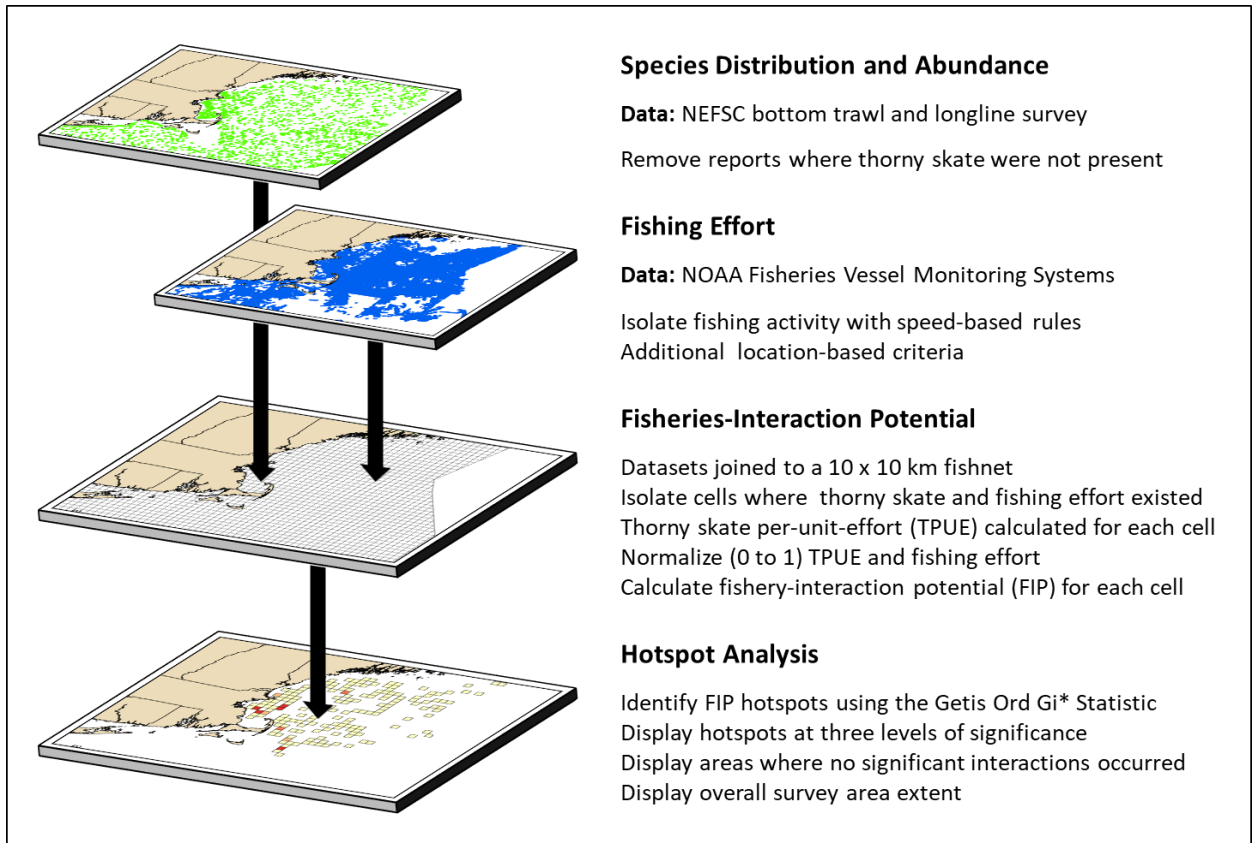 Species Distribution and Abundance
Data: NEFSC bottom trawl and longline survey
Remove reports where thorny skate were not present
Fishing Effort
Data: NOAA Fisheries Vessel Monitoring Systems
Isolate fishing activity with speed-based rules
Additional location-based criteria
Fisheries-Interaction Potential
Datasets joined to a 10 x 10 km fishnet
Isolate cells where thorny skate and fishing effort existed
Thorny skate per-unit-effort (TPUE) calculated for each cell
Normalize (0 to 1) TPUE and fishing effort
Calculate fishery-interaction potential (FIP) for each cell
Hotspot Analysis
Identify FIP hotspots using the Getis Ord Gi* Statistic
Display hotspots at three levels of significance
Display areas where no significant interactions occurred
Display overall survey area extent